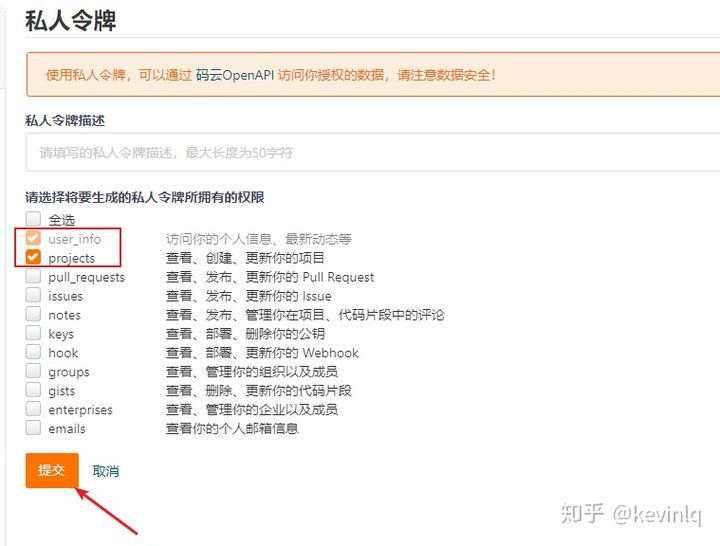 私人令牌
使用私人令牌，可以通过 码云OpenAPI 访问你授权的数据，请注意数据安全！
私人令牌描述
请填写的私人令牌描述，最大长度为50字符
请选择将要生成的私人令牌所拥有的权限
全选
user_info 访问你的个人信息、最新动态等
projects 查看、创建、更新你的项目
pull_requests 查看、发布、更新你的 Pull Request
issues 查看、发布、更新你的 Issue
notes 查看、发布、管理你在项目、代码片段中的评论
keys 查看、部署、删除你的公钥
hook 查看、部署、更新你的 Webhook
groups 查看、管理你的组织以及成员
gists 查看、删除、更新你的代码片段
enterprises 查看、管理你的企业以及成员
emails 查看你的个人邮箱信息
提交 取消
知乎 @kevinlq